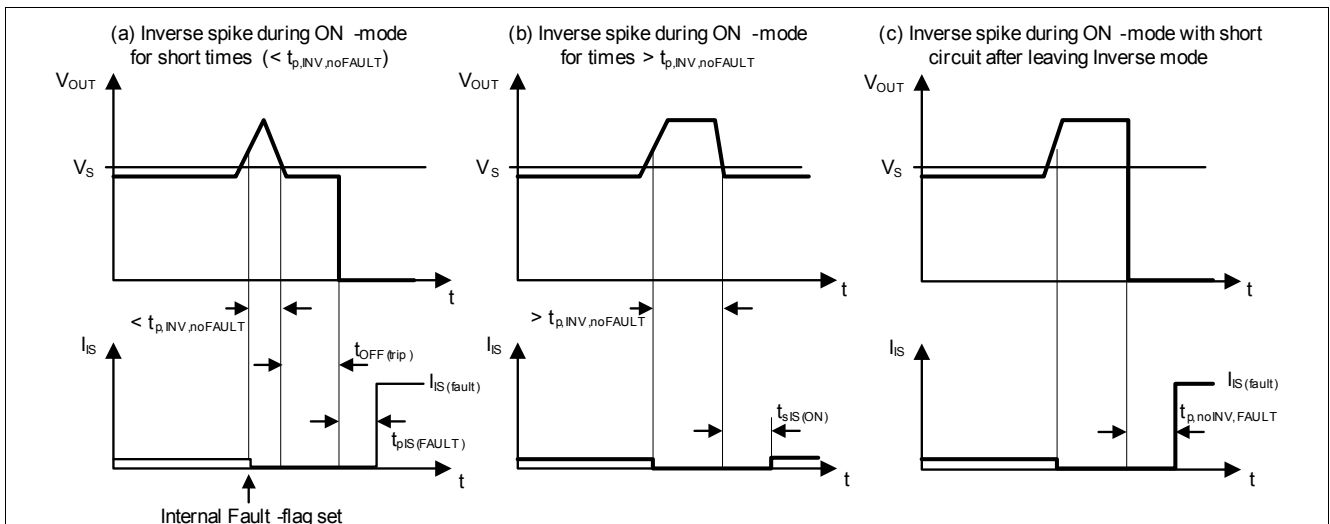 (a) Inverse spike during ON -mode
for short times (< tp,INV,noFAULT)
(b) Inverse spike during ON -mode
for times > tp,INV,noFAULT
(c) Inverse spike during ON -mode with short
circuit after leaving Inverse mode
VOUT
VS
t
VOUT
VS
t
VOUT
VS
t
< tp,INV,noFAULT
> tp,INV,noFAULT
IIS
tOFF(trip)
IIS(fault)
tpIS(FAULT)
t
Internal Fault -flag set
IIS
tsIS(ON)
t
IIS
IIS(fault)
tp,noINV,FAULT
t